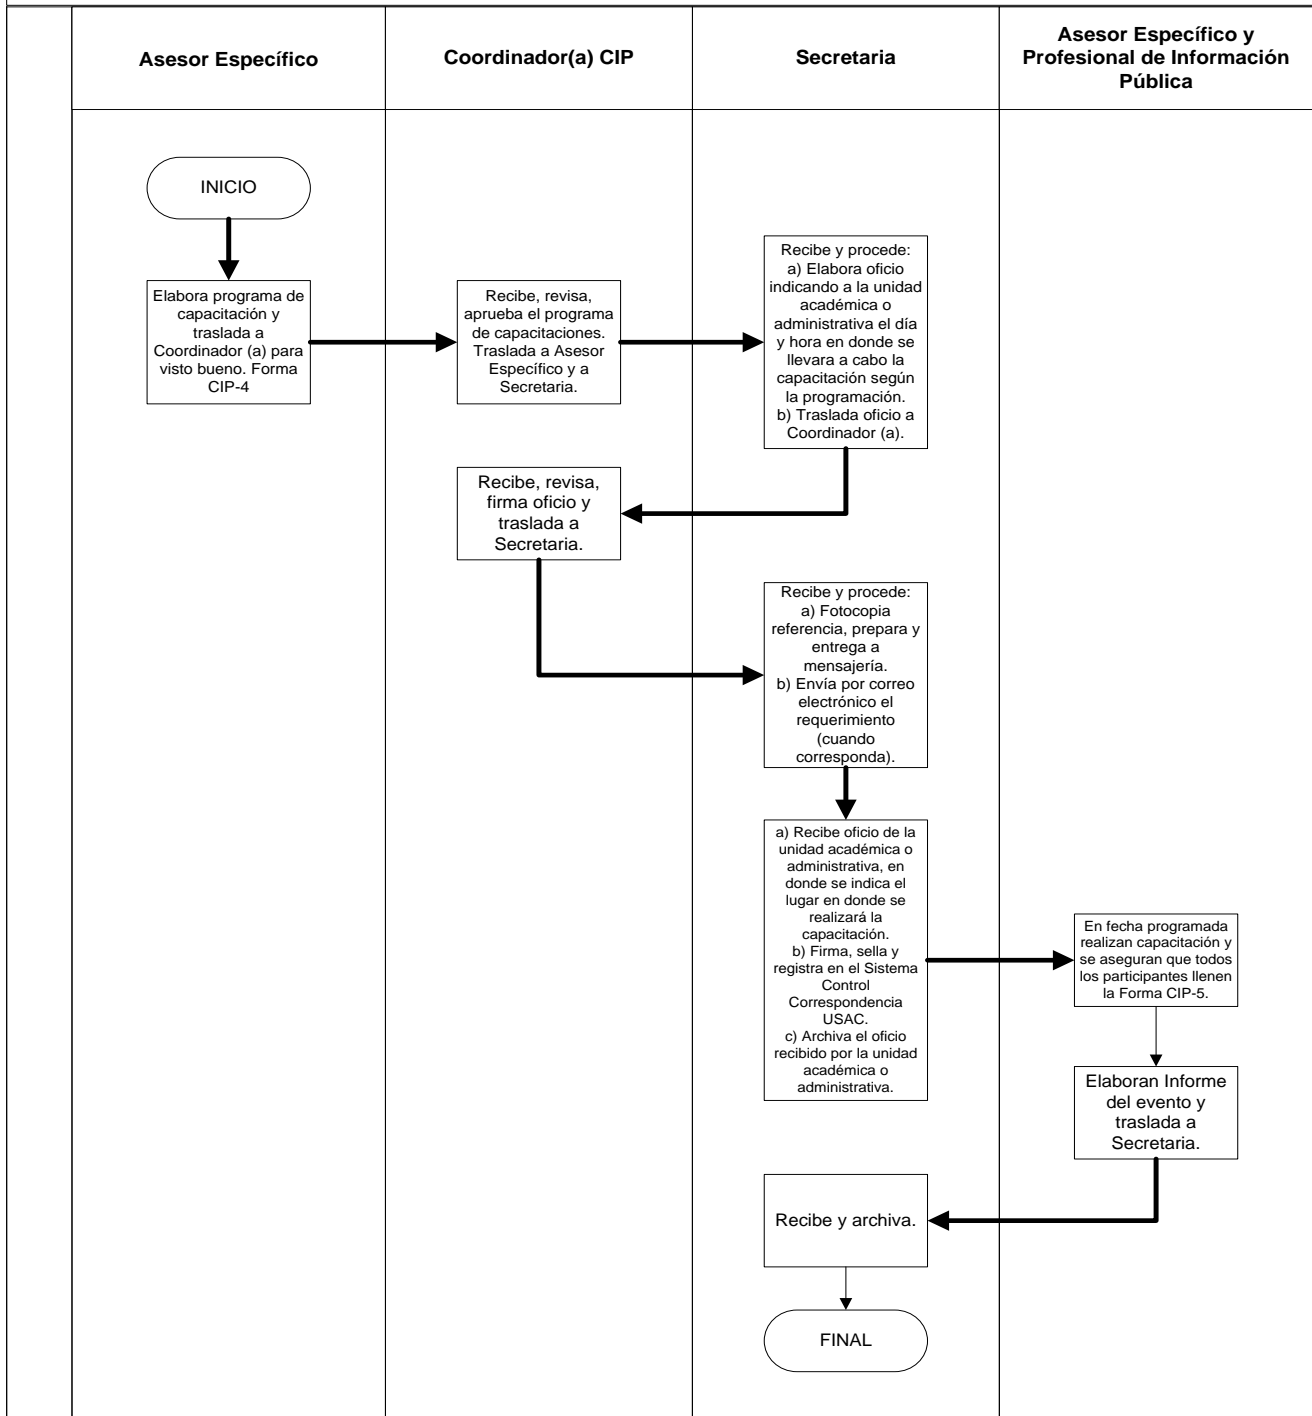 Asesor Específico
Coordinador(a) CIP
Secretaria
Asesor Específico y
Profesional de Información
Pública
INICIO
Elabora programa de
capacitación y
traslada a
Coordinador (a) para
visto bueno. Forma
CIP-4
Recibe, revisa,
aprueba el programa
de capacitaciones.
Traslada a Asesor
Específico y a
Secretaria.
Recibe y procede:
a) Elabora oficio
indicando a la unidad
académica o
administrativa el día
y hora en donde se
llevara a cabo la
capacitación según
la programación.
b) Traslada oficio a
Coordinador (a).
Recibe, revisa,
firma oficio y
traslada a
Secretaria.
Recibe y procede:
a) Fotocopia
referencia, prepara y
entrega a
mensajería.
b) Envía por correo
electrónico el
requerimiento
(cuando
corresponda).
a) Recibe oficio de la
unidad académica o
administrativa, en
donde se indica el
lugar en donde se
realizará la
capacitación.
b) Firma, sella y
registra en el Sistema
Control
Correspondencia
USAC.
c) Archiva el oficio
recibido por la unidad
académica o
administrativa.
En fecha programada
realizan capacitación y
se aseguran que todos
los participantes llenen
la Forma CIP-5.
Elaboran Informe
del evento y
traslada a
Secretaria.
Recibe y archiva.
FINAL